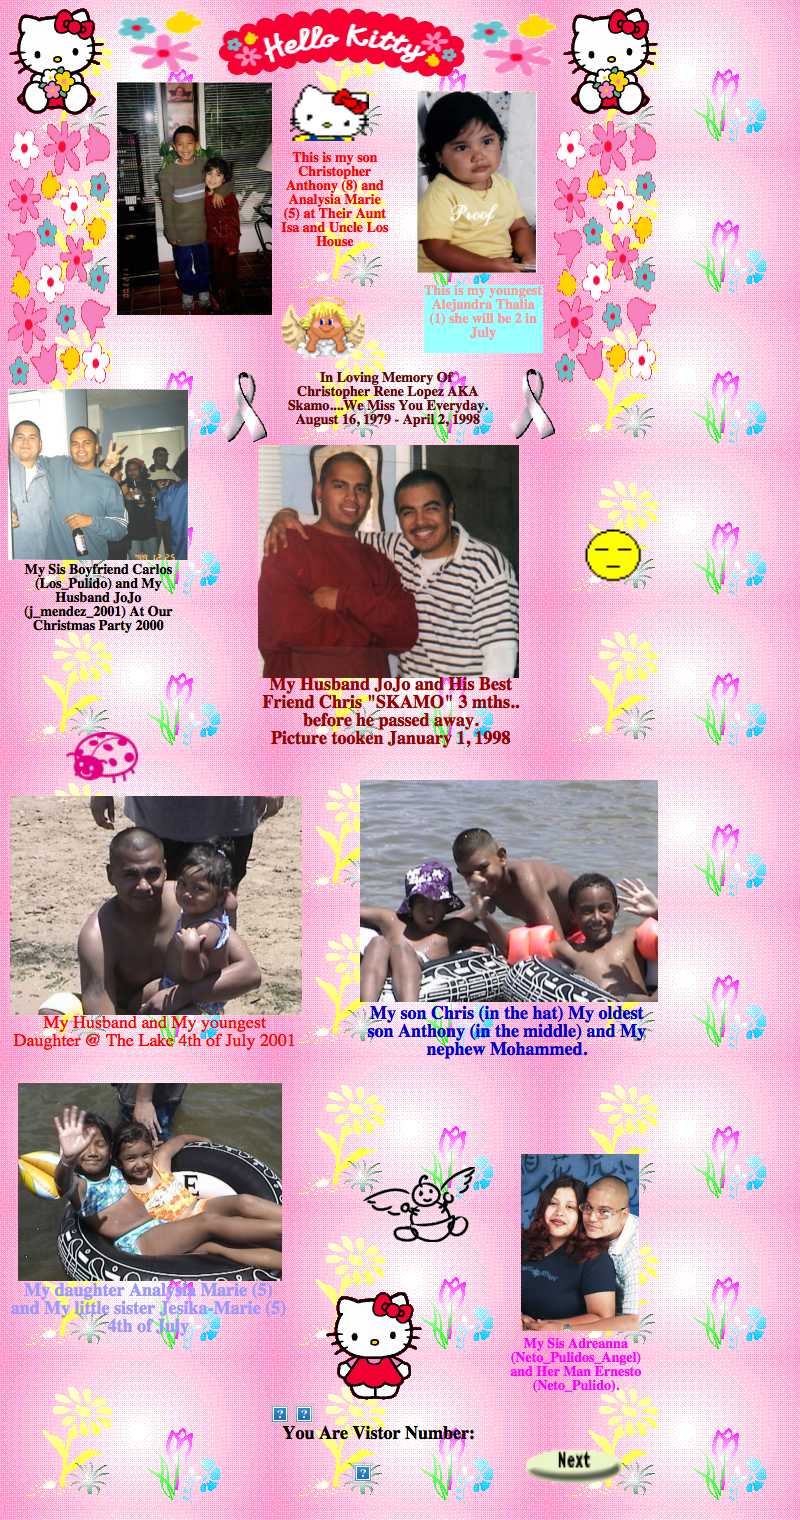 Hello Kitty
This is my son
Christopher
Anthony (8) and
Analysia Marie
(5) at Their Aunt
Isa and Uncle Los
House
Proof
This is my youngest
Alejandra Thalia
(1) she will be 2 in
July
In Loving Memory Of
Christopher Rene Lopez AKA
Skamo....We Miss You Everyday.
August 16, 1979 - April 2, 1998
My Sis Boyfriend Carlos
(Los_Pulido) and My
Husband JoJo
(j_mendez_2001) At Our
Christmas Party 2000
My Husband JoJo and His Best
Friend Chris "SKAMO" 3 mths..
before he passed away.
Picture tooken January 1, 1998
My Husband and My youngest
Daughter @ The Lake 4th of July 2001
My son Chris (in the hat) My oldest
son Anthony (in the middle) and My
nephew Mohammed.
My daughter Analysia Marie (5)
and My little sister Jesika-Marie (5)
4th of July
My Sis Adreanna
(Neto_Pulidos_Angel)
and Her Man Ernesto
(Neto_Pulido).
You Are Vistor Number:
Next